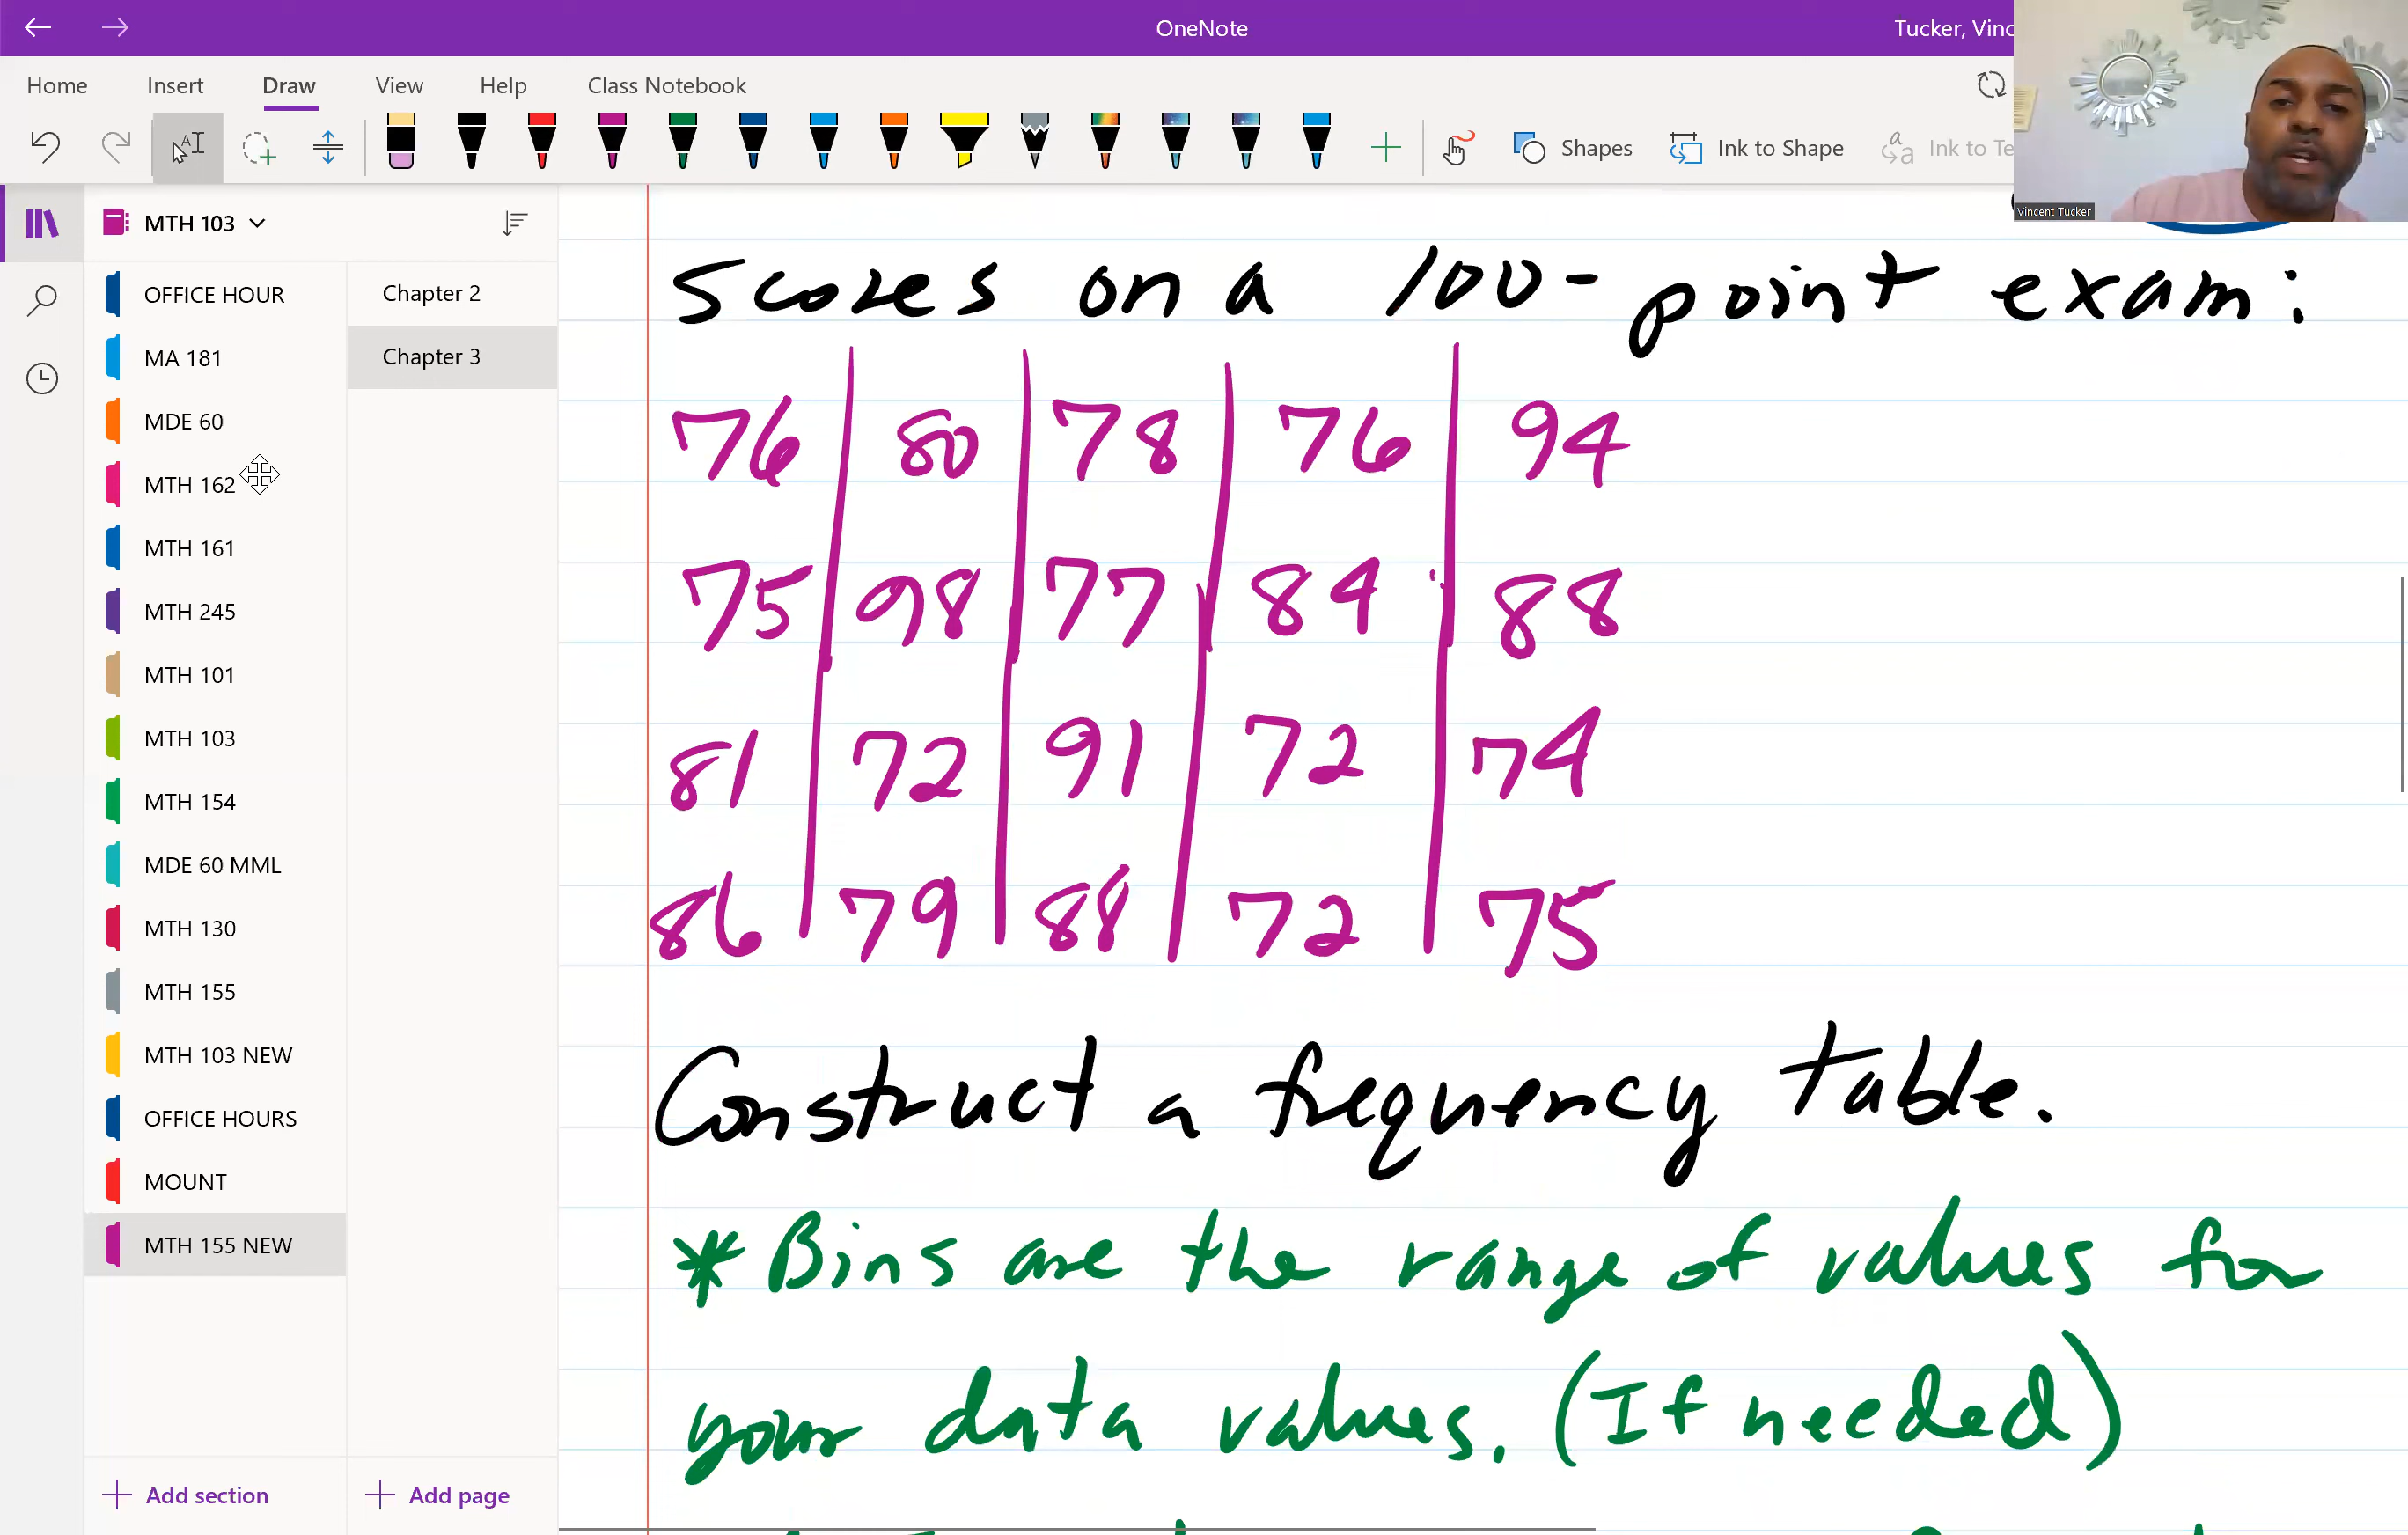 OneNote
Tucker, Vinc
Home Insert Draw View Help Class Notebook
Shapes Ink to Shape Ink to Te
Vincent Tucker
MTH 103
OFFICE HOUR
MA 181
MDE 60
MTH 162
MTH 161
MTH 245
MTH 101
MTH 103
MTH 154
MDE 60 MML
MTH 130
MTH 155
MTH 103 NEW
OFFICE HOURS
MOUNT
MTH 155 NEW
Add section
Chapter 2
Chapter 3
Add page
Scores on a 100-point exam:
76 80 78 76 94
75 98 77 84 88
81 72 91 72 74
86 79 88 72 75
Construct a frequency table.
* Bins are the range of values for
your data values. (If needed)